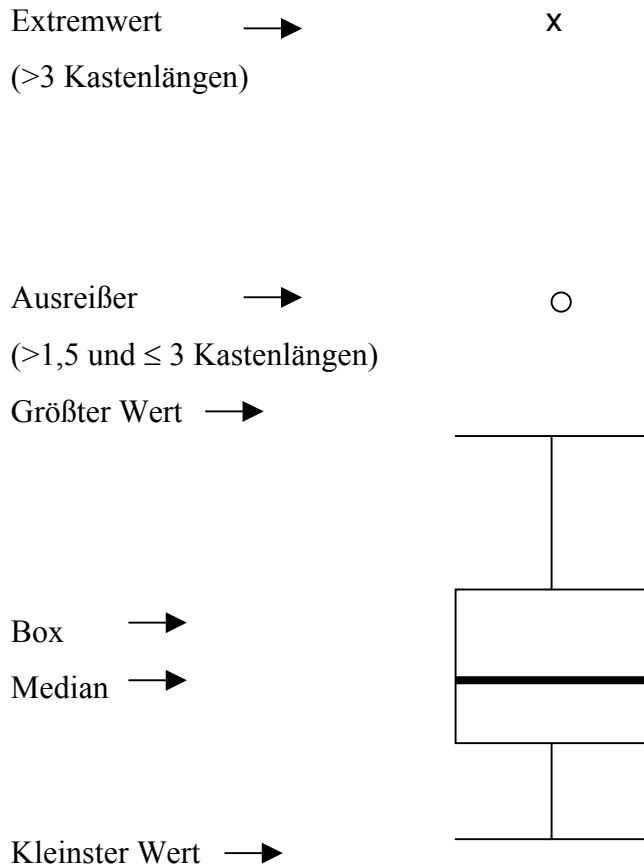 Extremwert
x
(>3 Kastenlängen)
Ausreißer
(>1,5 und ≤ 3 Kastenlängen)
Größter Wert
Box
Median
Kleinster Wert